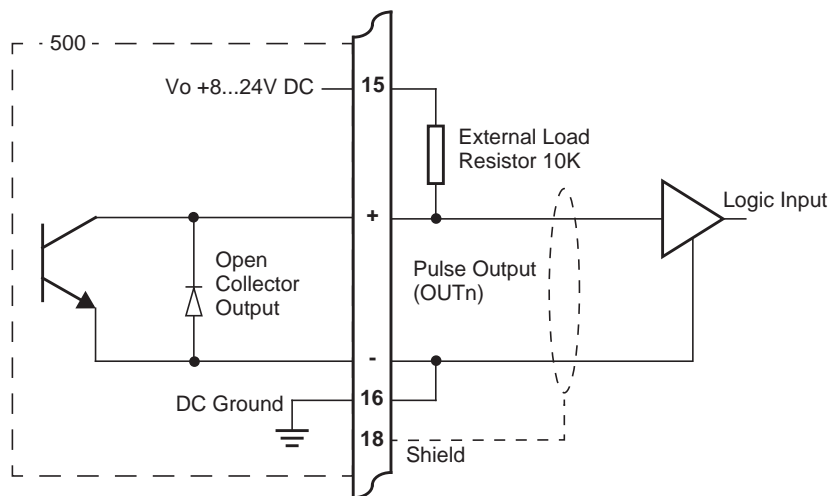 500
Vo +8...24V DC
15
External Load
Resistor 10K
+
Logic Input
Open
Collector
Output
Pulse Output
(OUTn)
-
DC Ground
16
18
Shield